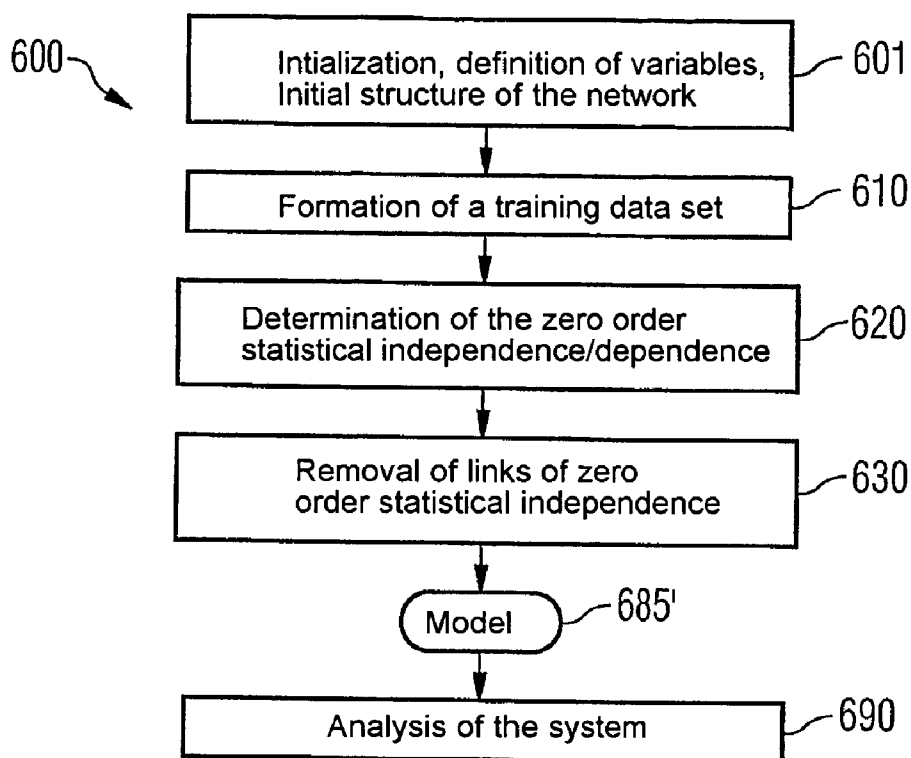 600
Intialization, definition of variables,
Initial structure of the network
601
Formation of a training data set
610
Determination of the zero order
statistical independence/dependence
620
Removal of links of zero
order statistical independence
630
Model
685'
Analysis of the system
690